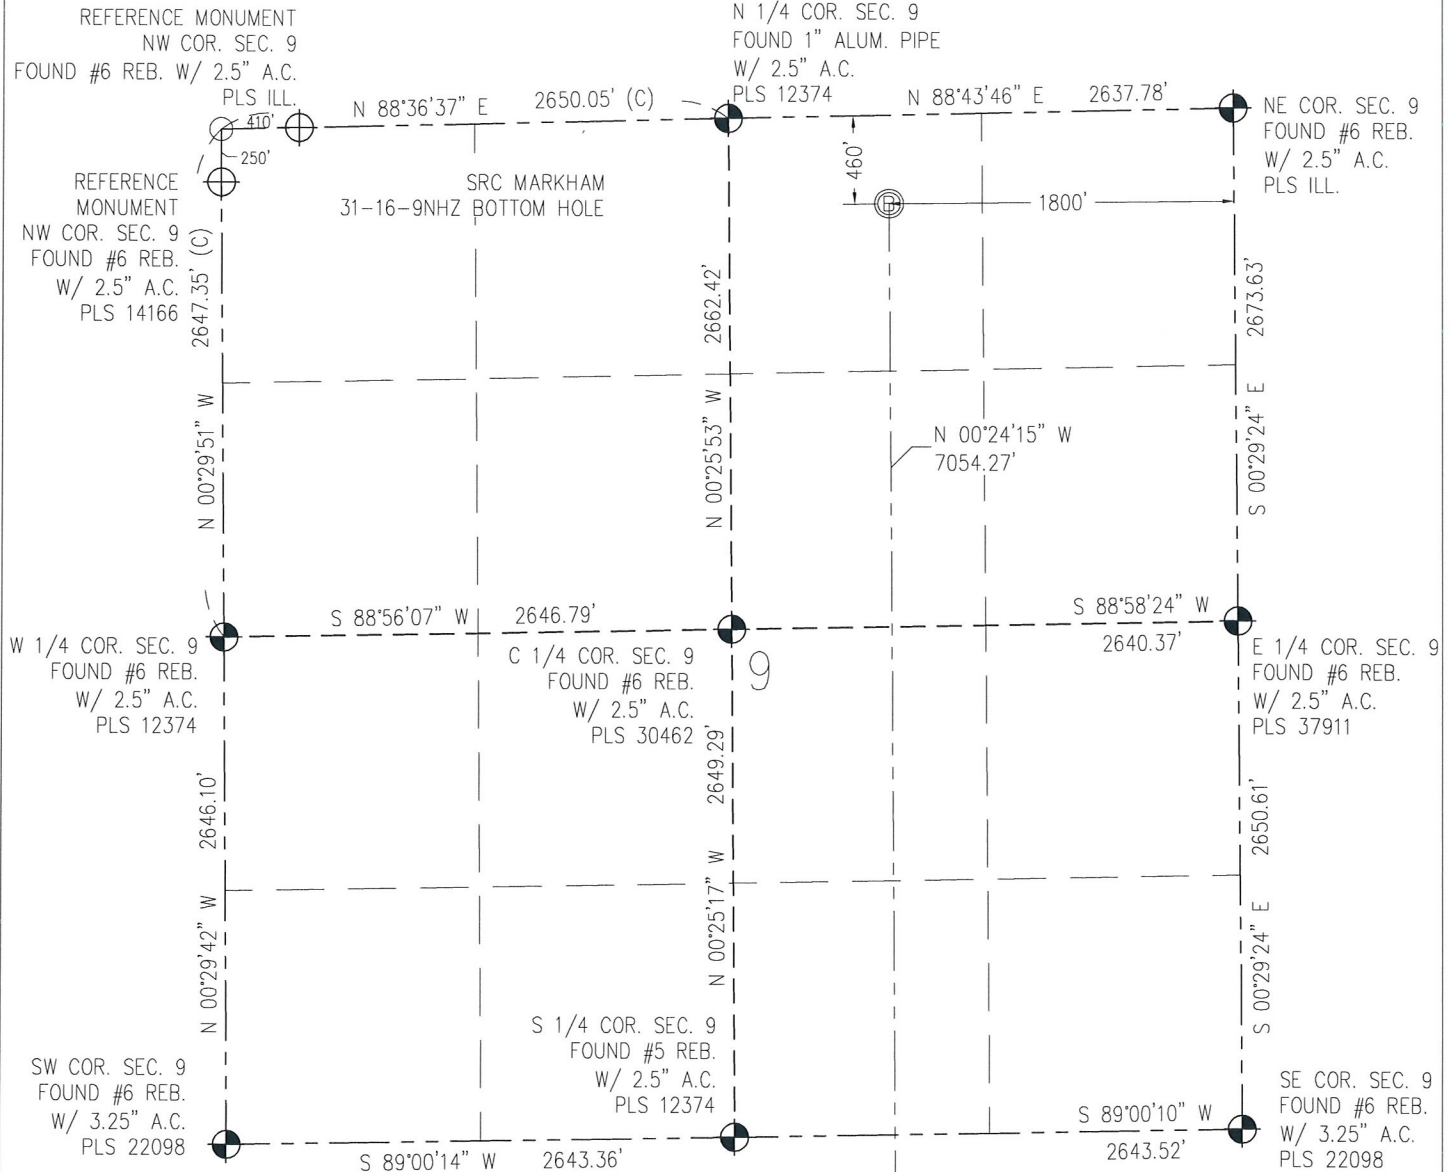 REFERENCE MONUMENT
NW COR. SEC. 9
FOUND #6 REB. W/ 2.5" A.C.
PLS ILL.
N 1/4 COR. SEC. 9
FOUND 1" ALUM. PIPE
W/ 2.5" A.C.
PLS 12374
N 88°36'37" E 2650.05' (C)
N 88°43'46" E 2637.78'
NE COR. SEC. 9
FOUND #6 REB.
W/ 2.5" A.C.
PLS ILL.
410'
250'
REFERENCE
MONUMENT
NW COR. SEC. 9
FOUND #6 REB.
W/ 2.5" A.C.
PLS 14166
SRC MARKHAM
31-16-9NHZ BOTTOM HOLE
460'
B
1800'
N 00°29'51" W 2647.35' (C)
N 00°25'53" W 2662.42'
S 00°29'24" E 2673.63'
N 00°24'15" W
7054.27'
S 88°56'07" W 2646.79'
S 88°58'24" W
2640.37'
W 1/4 COR. SEC. 9
FOUND #6 REB.
W/ 2.5" A.C.
PLS 12374
C 1/4 COR. SEC. 9
FOUND #6 REB.
W/ 2.5" A.C.
PLS 30462
9
E 1/4 COR. SEC. 9
FOUND #6 REB.
W/ 2.5" A.C.
PLS 37911
N 00°29'42" W 2646.10'
N 00°25'17" W 2649.29'
S 00°29'24" E 2650.61'
SW COR. SEC. 9
FOUND #6 REB.
W/ 3.25" A.C.
PLS 22098
S 1/4 COR. SEC. 9
FOUND #5 REB.
W/ 2.5" A.C.
PLS 12374
SE COR. SEC. 9
FOUND #6 REB.
W/ 3.25" A.C.
PLS 22098
S 89°00'14" W 2643.36'
S 89°00'10" W
2643.52'